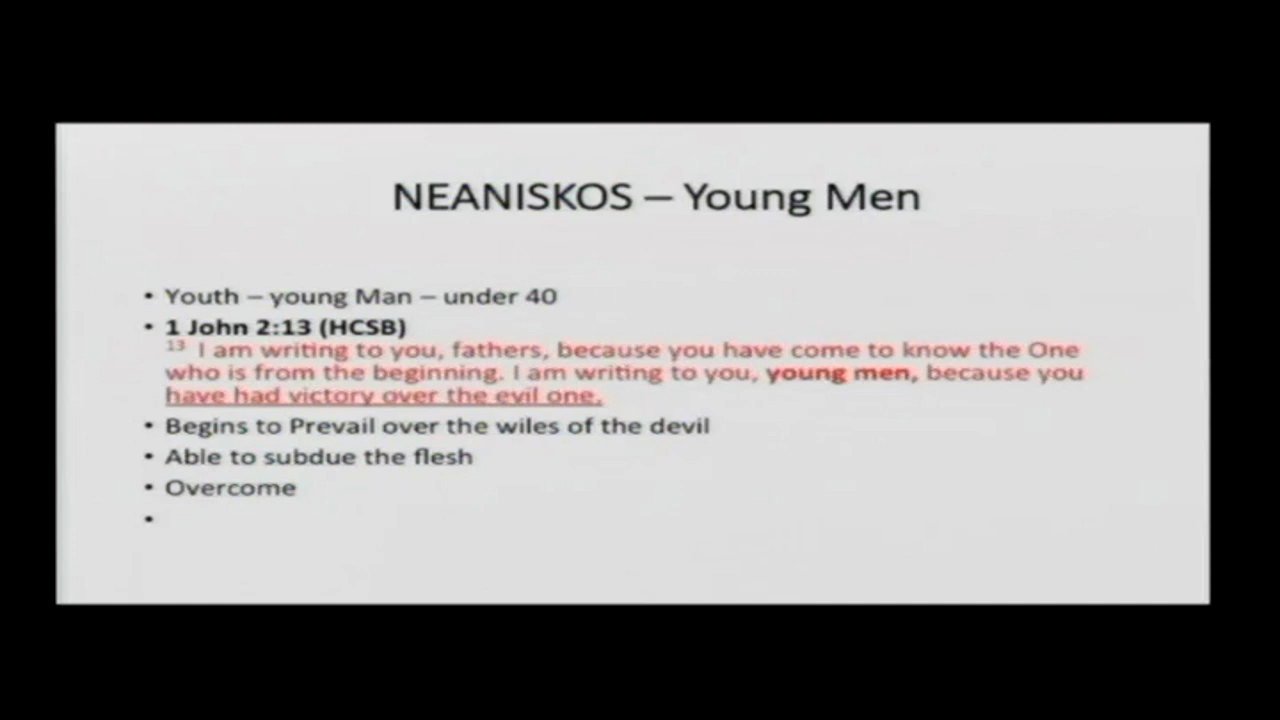 NEANISKOS – Young Men
• Youth – young Man – under 40
• 1 John 2:13 (HCSB)
13 I am writing to you, fathers, because you have come to know the One
who is from the beginning. I am writing to you, young men, because you
have had victory over the evil one.
• Begins to Prevail over the wiles of the devil
• Able to subdue the flesh
• Overcome
•